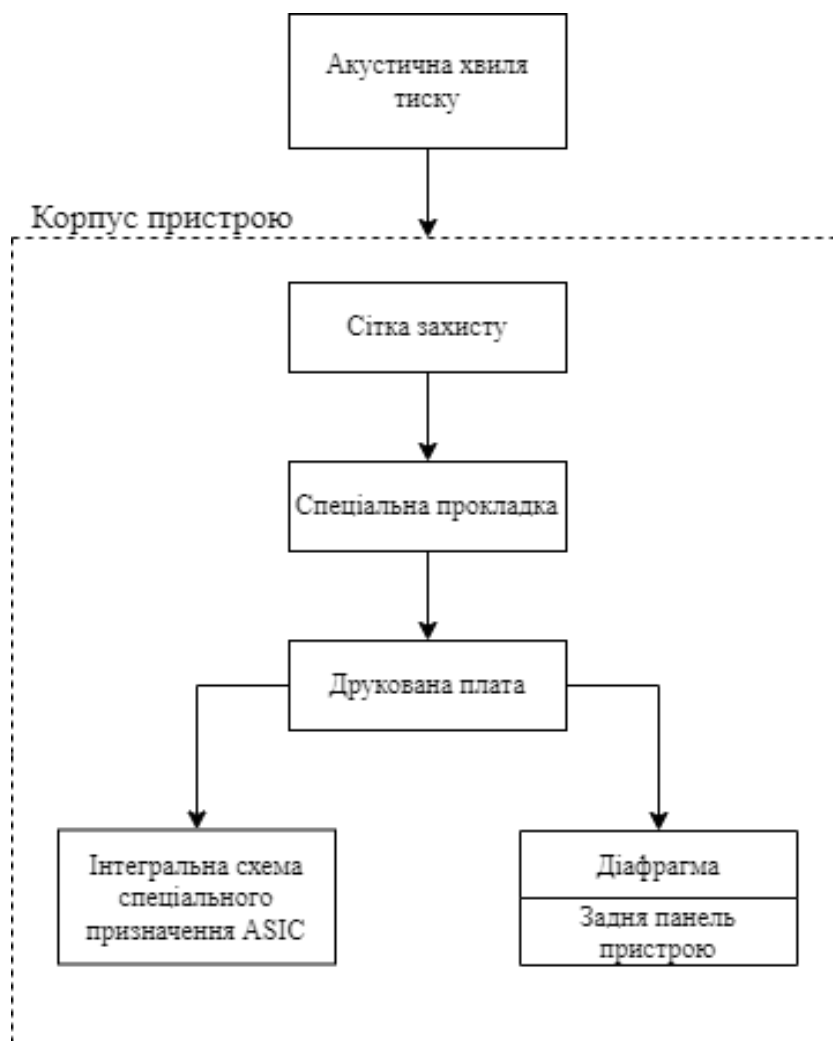 Акустична хвиля
тиску
Корпус пристрою
Сітка захисту
Спеціальна прокладка
Друкована плата
Інтегральна схема
спеціального
призначення ASIC
Діафрагма
Задня панель
пристрою